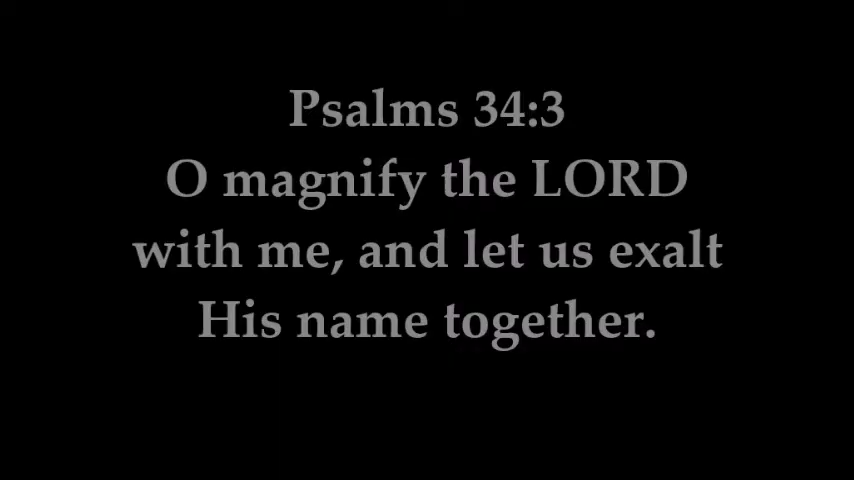 Psalms 34:3
O magnify the LORD
with me, and let us exalt
His name together.